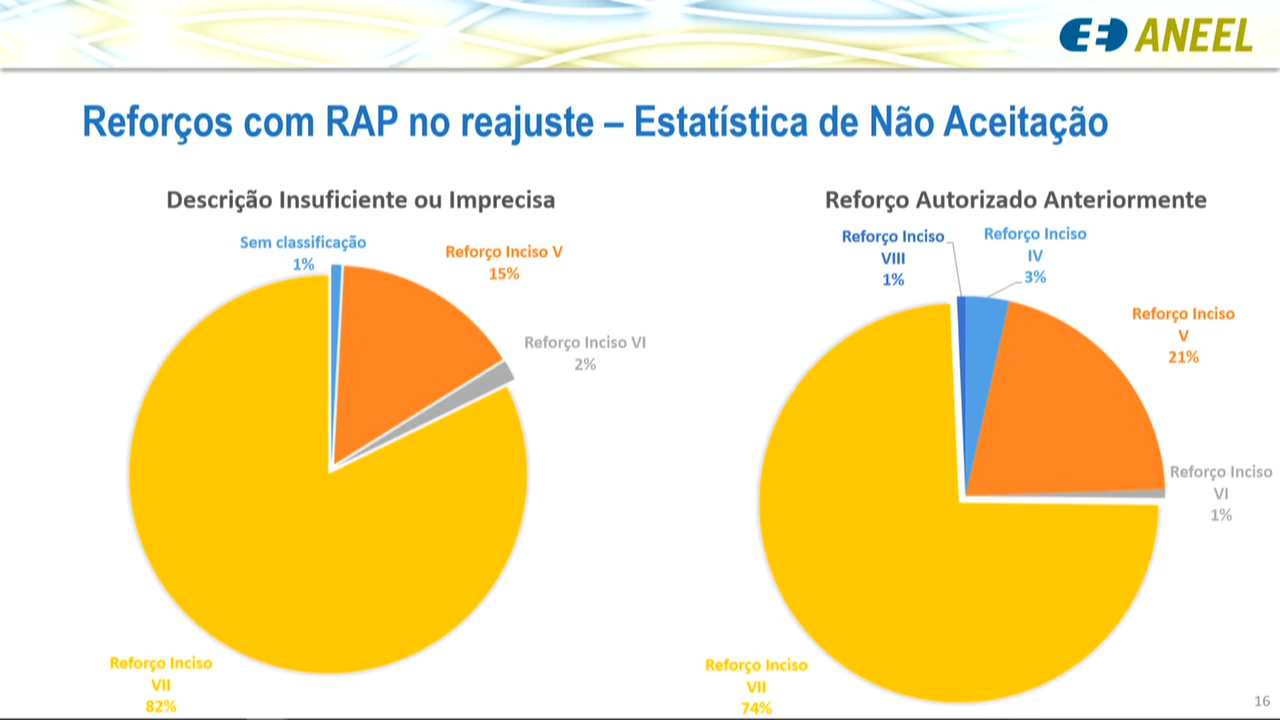 ANEEL
Reforços com RAP no reajuste – Estatística de Não Aceitação
Descrição Insuficiente ou Imprecisa
Sem classificação
1%
Reforço Inciso V
15%
Reforço Inciso VI
2%
Reforço Inciso
VII
82%
Reforço Autorizado Anteriormente
Reforço Inciso
VIII
1%
Reforço Inciso
IV
3%
Reforço Inciso
V
21%
Reforço Inciso
VI
1%
Reforço Inciso
VII
74%
16